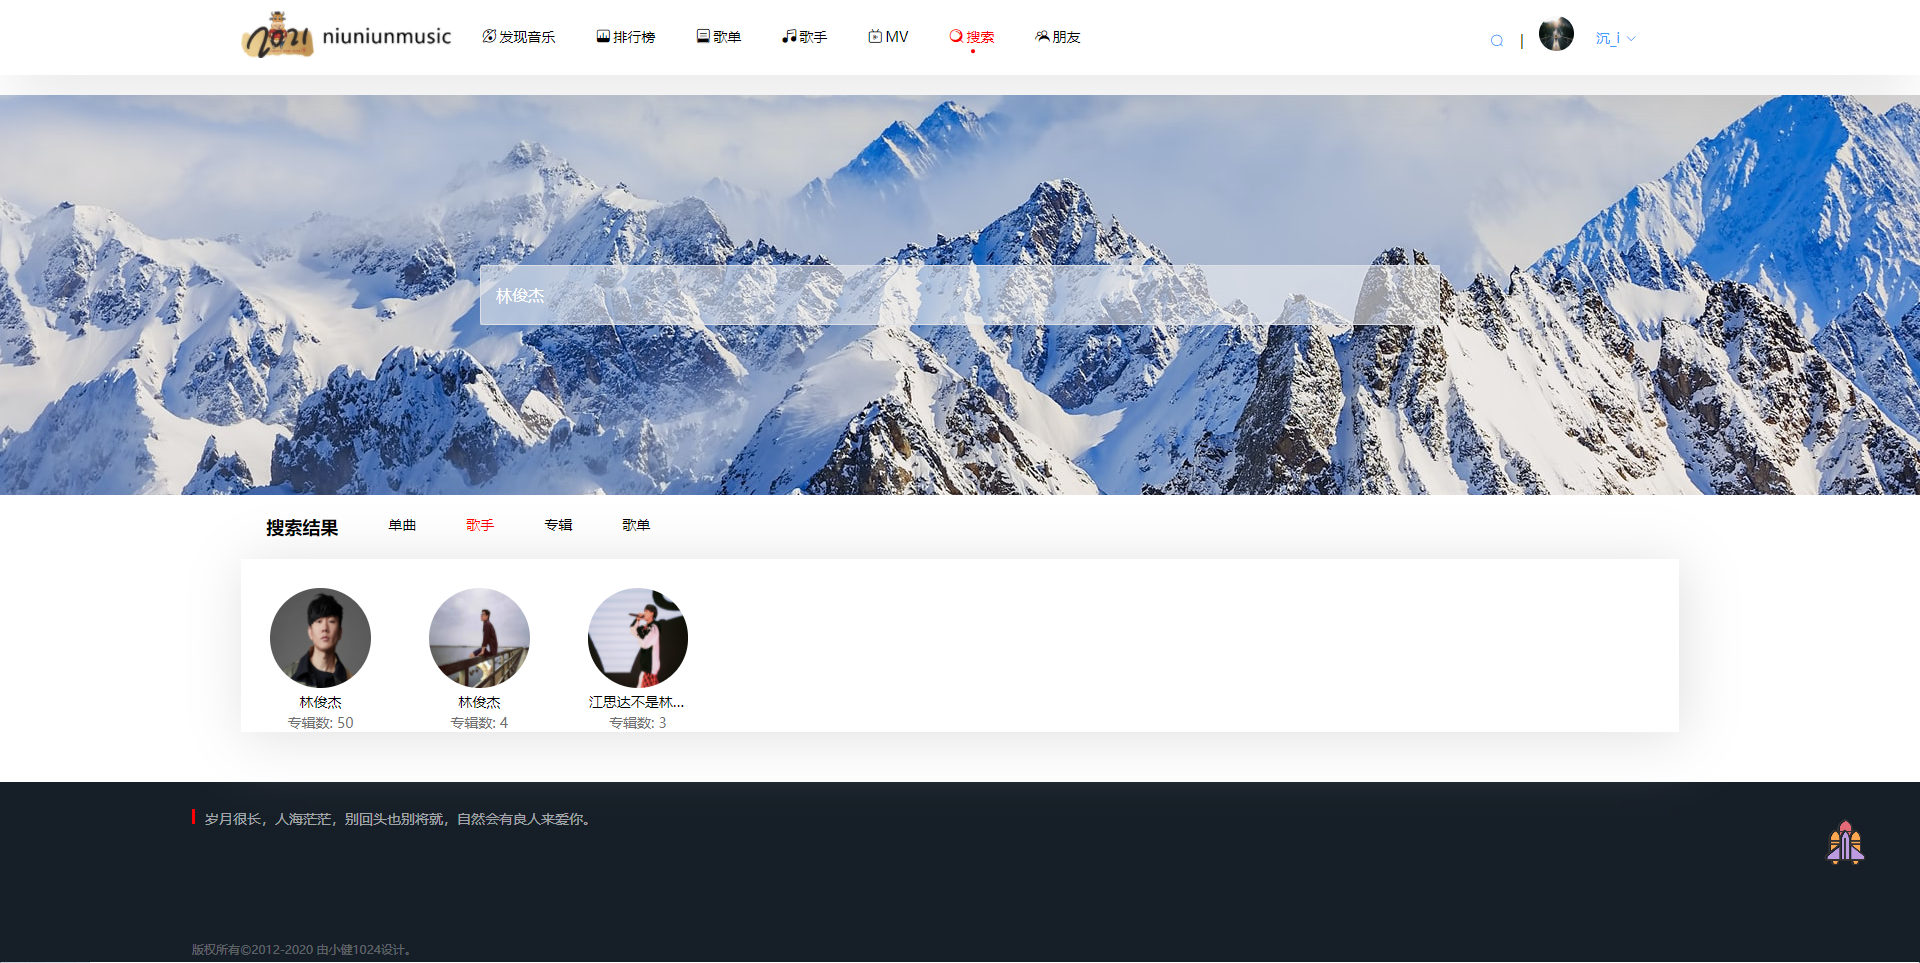 2021 niuniunmusic 发现音乐 排行榜 歌单 歌手 MV 搜索 朋友 | 沉_i
林俊杰
搜索结果 单曲 歌手 专辑 歌单
林俊杰 林俊杰 江思达不是林...
专辑数: 50 专辑数: 4 专辑数: 3
岁月很长，人海茫茫，别回头也别将就，自然会有良人来爱你。
版权所有©2012-2020 由小健1024设计。